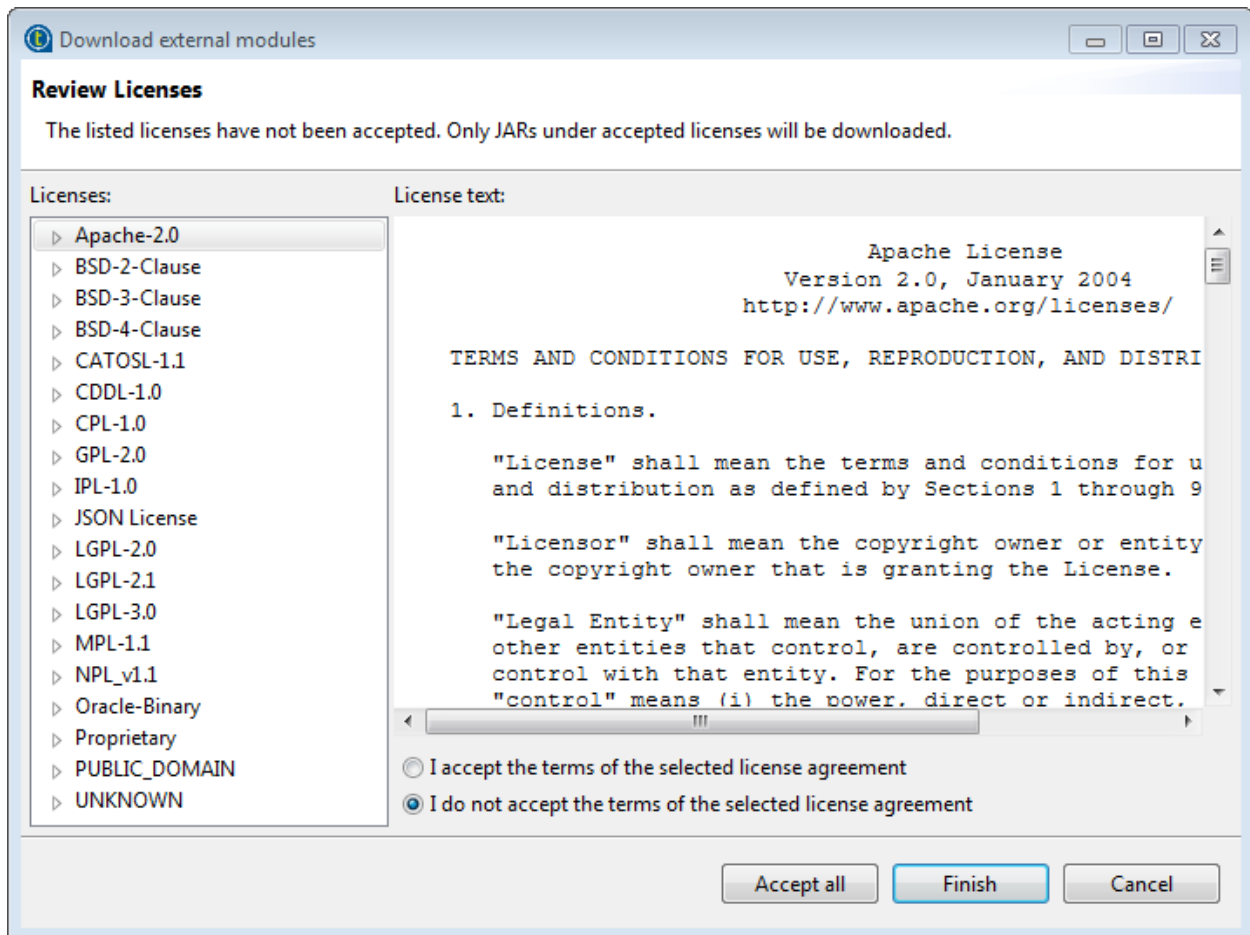 Download external modules
Review Licenses
The listed licenses have not been accepted. Only JARs under accepted licenses will be downloaded.
Licenses:
Apache-2.0
BSD-2-Clause
BSD-3-Clause
BSD-4-Clause
CATOSL-1.1
CDDL-1.0
CPL-1.0
GPL-2.0
IPL-1.0
JSON License
LGPL-2.0
LGPL-2.1
LGPL-3.0
MPL-1.1
NPL_v1.1
Oracle-Binary
Proprietary
PUBLIC_DOMAIN
UNKNOWN
License text:
Apache License
Version 2.0, January 2004
http://www.apache.org/licenses/
TERMS AND CONDITIONS FOR USE, REPRODUCTION, AND DISTRI
1. Definitions.
"License" shall mean the terms and conditions for u
and distribution as defined by Sections 1 through 9
"Licensor" shall mean the copyright owner or entity
the copyright owner that is granting the License.
"Legal Entity" shall mean the union of the acting e
other entities that control, are controlled by, or
control with that entity. For the purposes of this
"control" means (i) the power, direct or indirect,
I accept the terms of the selected license agreement
I do not accept the terms of the selected license agreement
Accept all
Finish
Cancel